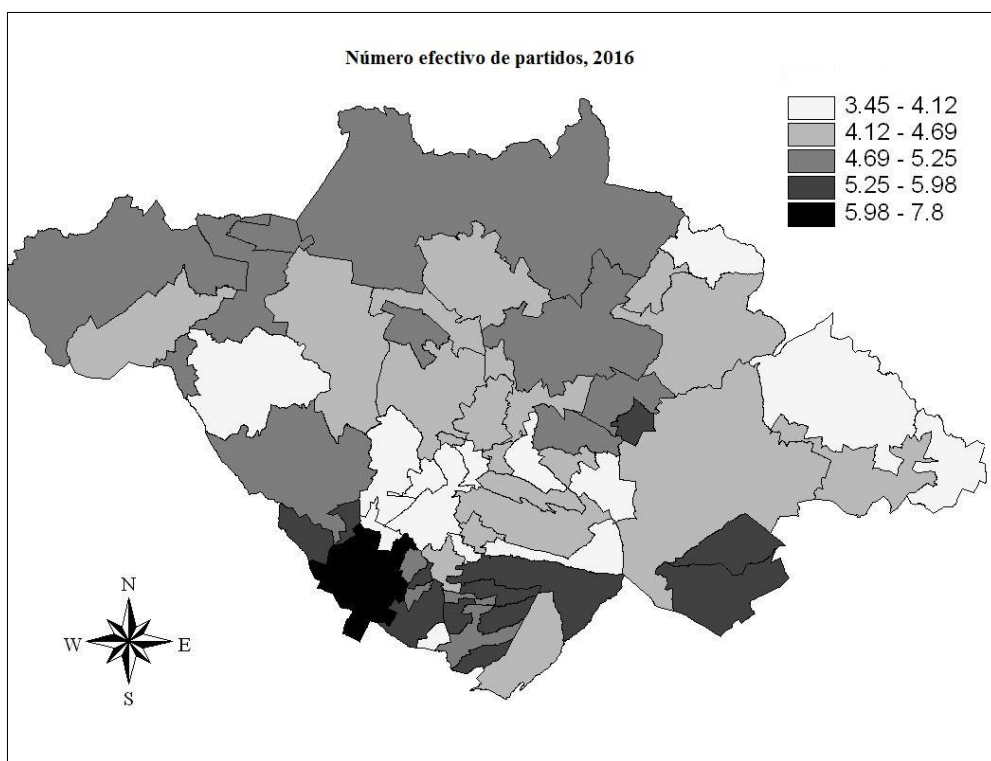 Número efectivo de partidos, 2016
3.45 - 4.12
4.12 - 4.69
4.69 - 5.25
5.25 - 5.98
5.98 - 7.8
N
W E
S